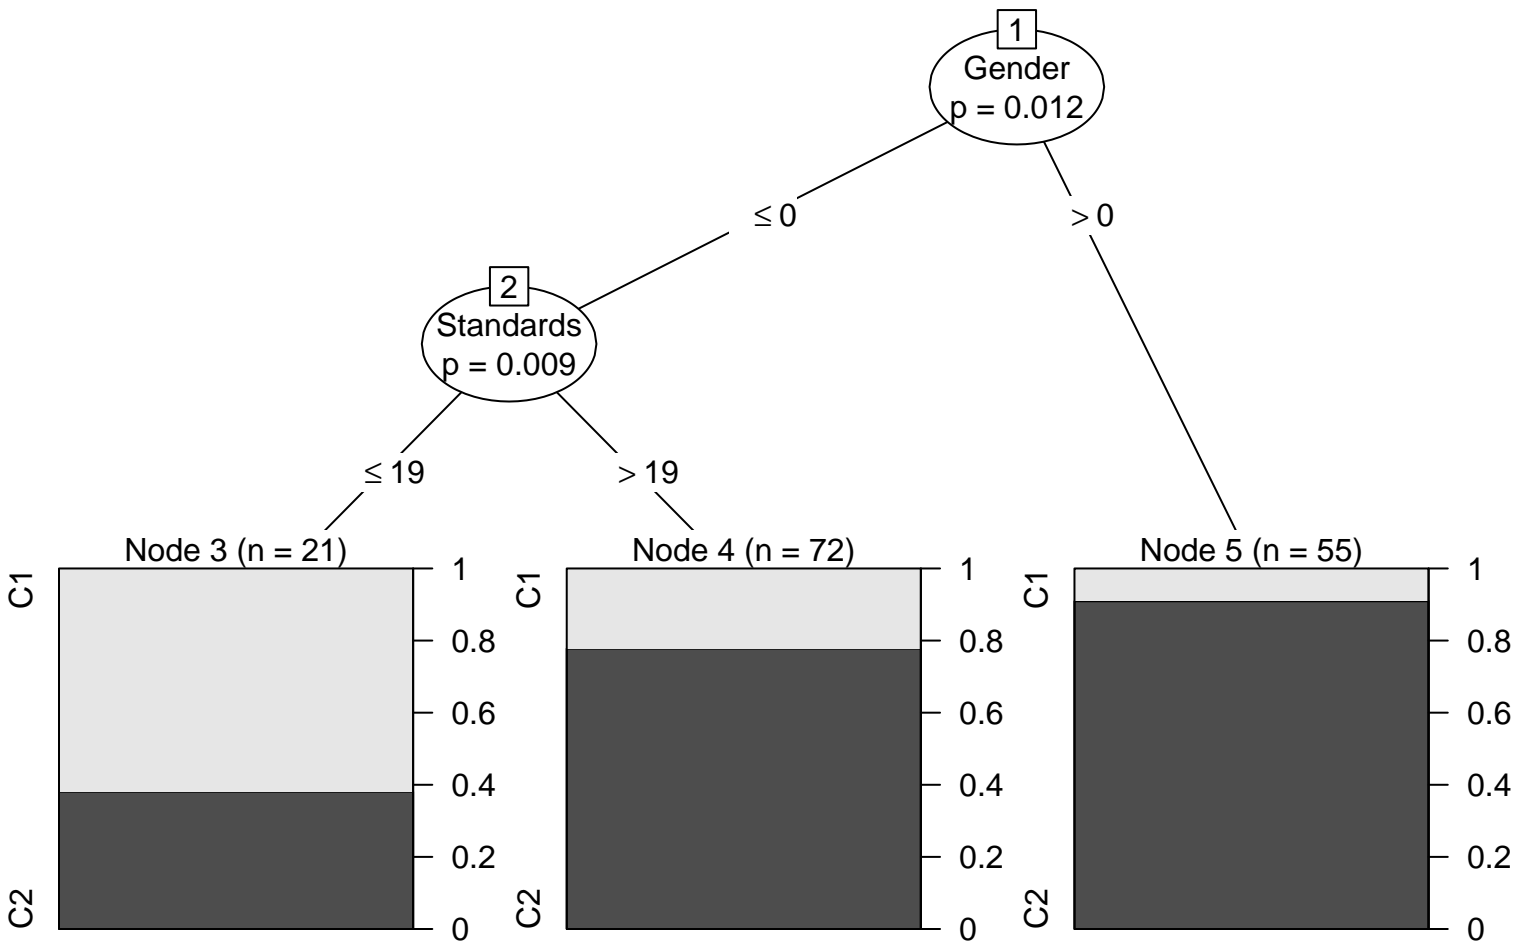 1
Gender
p = 0.012
≤ 0
> 0
2
Standards
p = 0.009
≤ 19
> 19
Node 3 (n = 21)
C1
C2
1
0.8
0.6
0.4
0.2
0
Node 4 (n = 72)
C1
C2
1
0.8
0.6
0.4
0.2
0
Node 5 (n = 55)
C1
C2
1
0.8
0.6
0.4
0.2
0